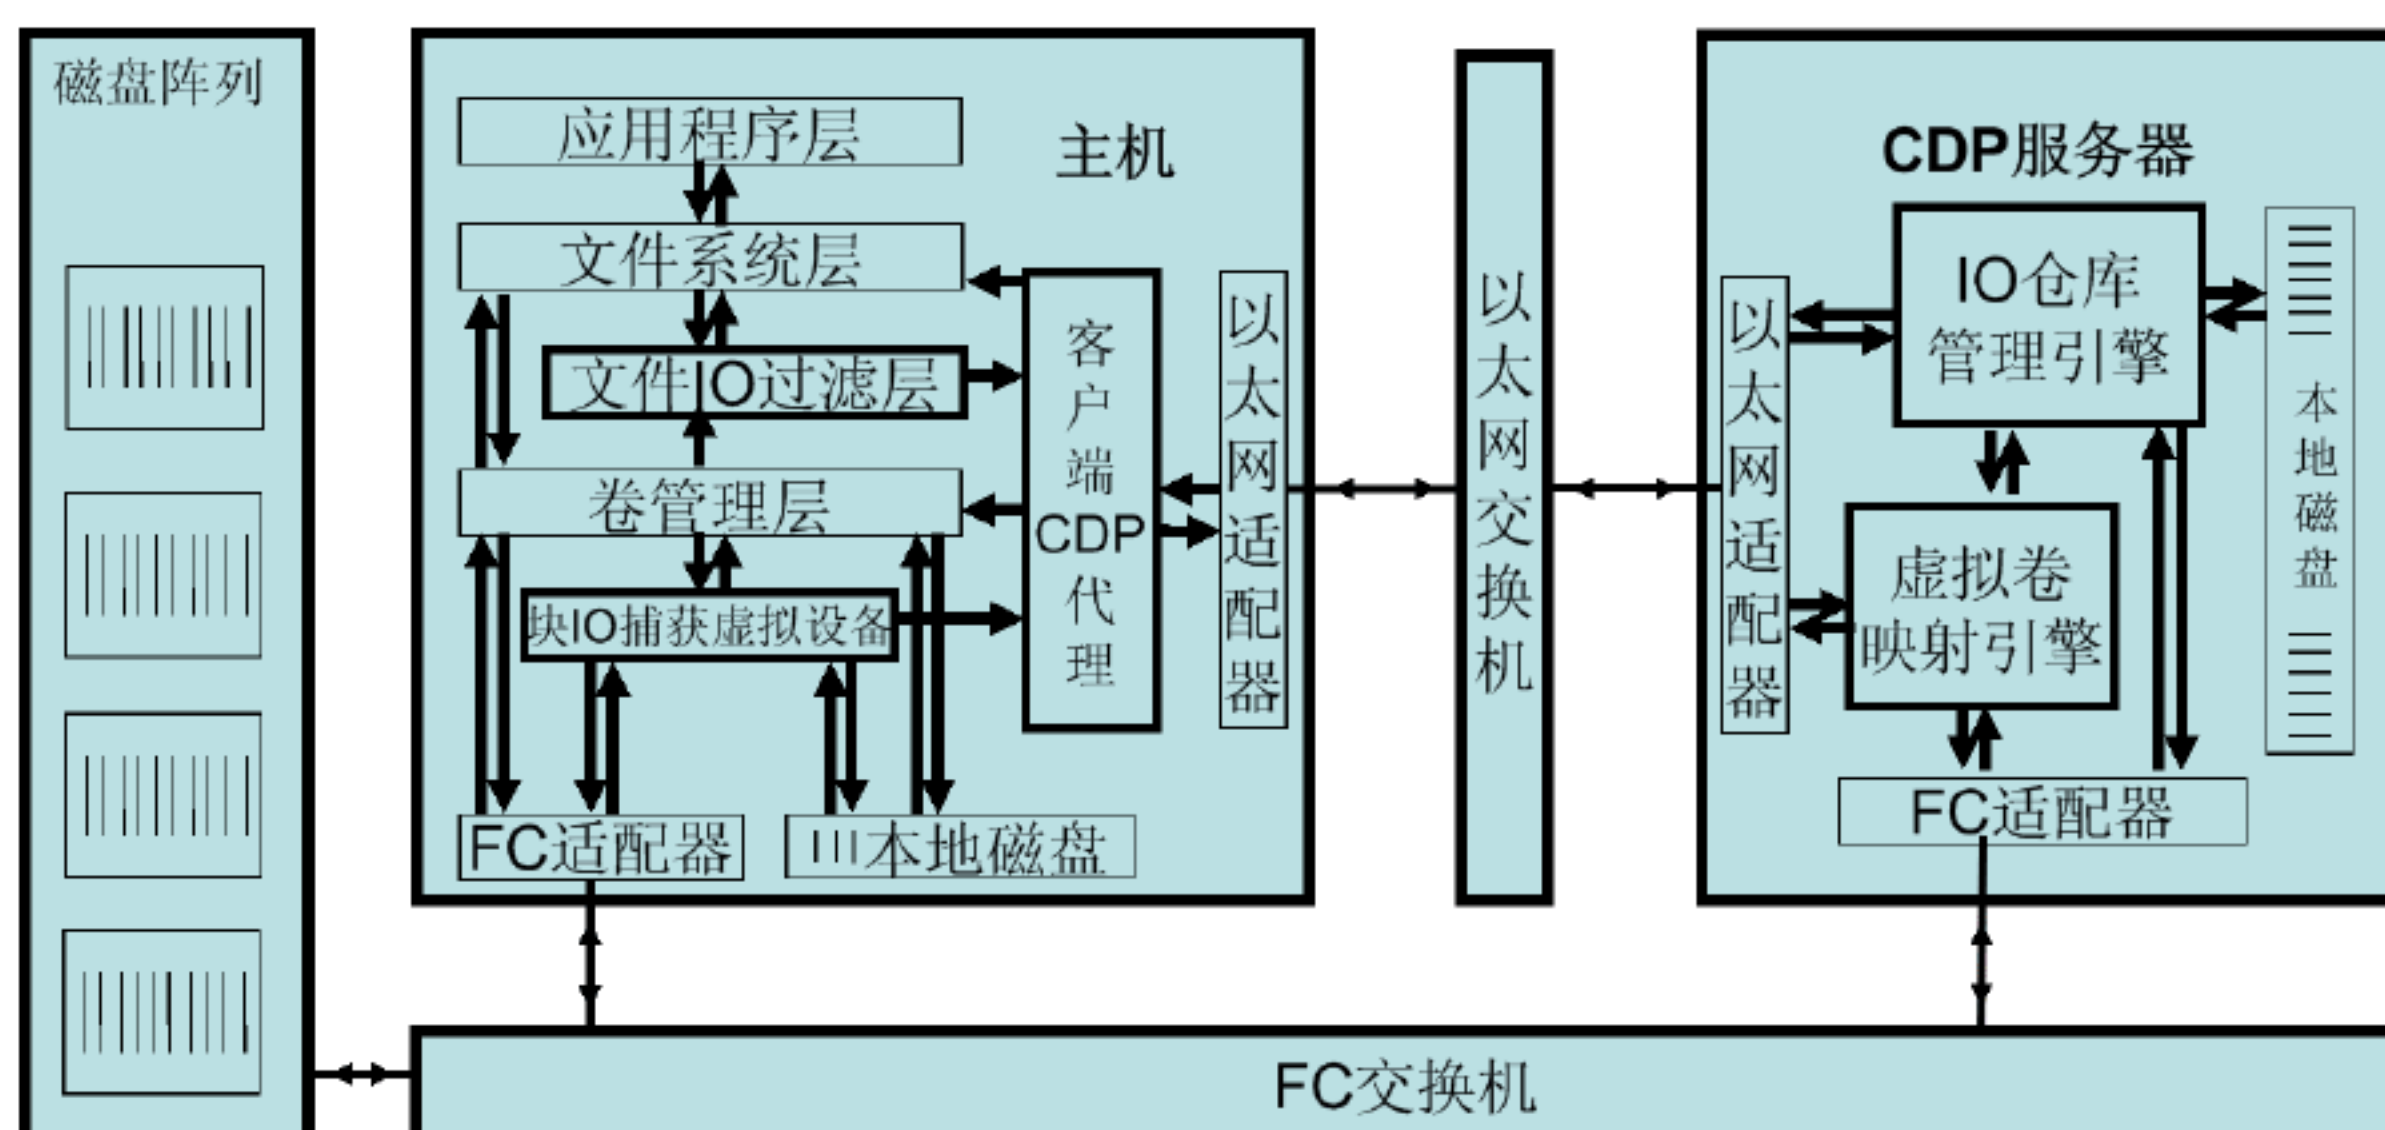 磁盘阵列
主机
应用程序层
文件系统层
文件IO过滤层
卷管理层
块IO捕获虚拟设备
FC适配器
本地磁盘
客户端CDP代理
以太网适配器
以太网交换机
CDP服务器
以太网适配器
IO仓库
管理引擎
虚拟卷
映射引擎
本地磁盘
FC适配器
FC交换机